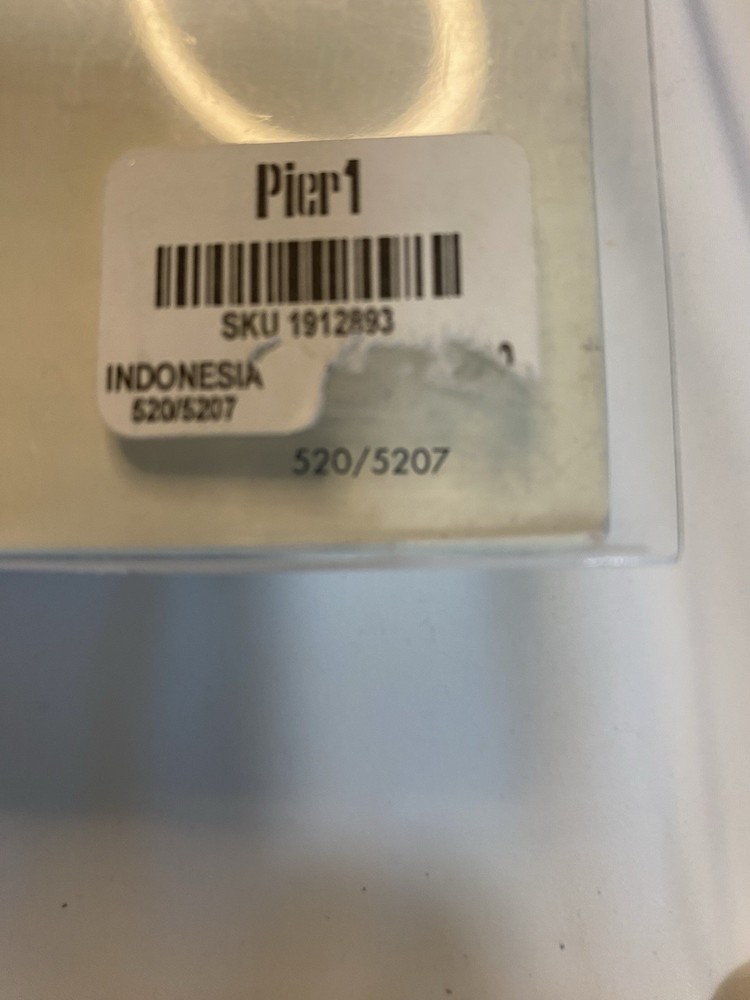 Pier1
SKU 1912893
INDONESIA
520/5207
520/5207